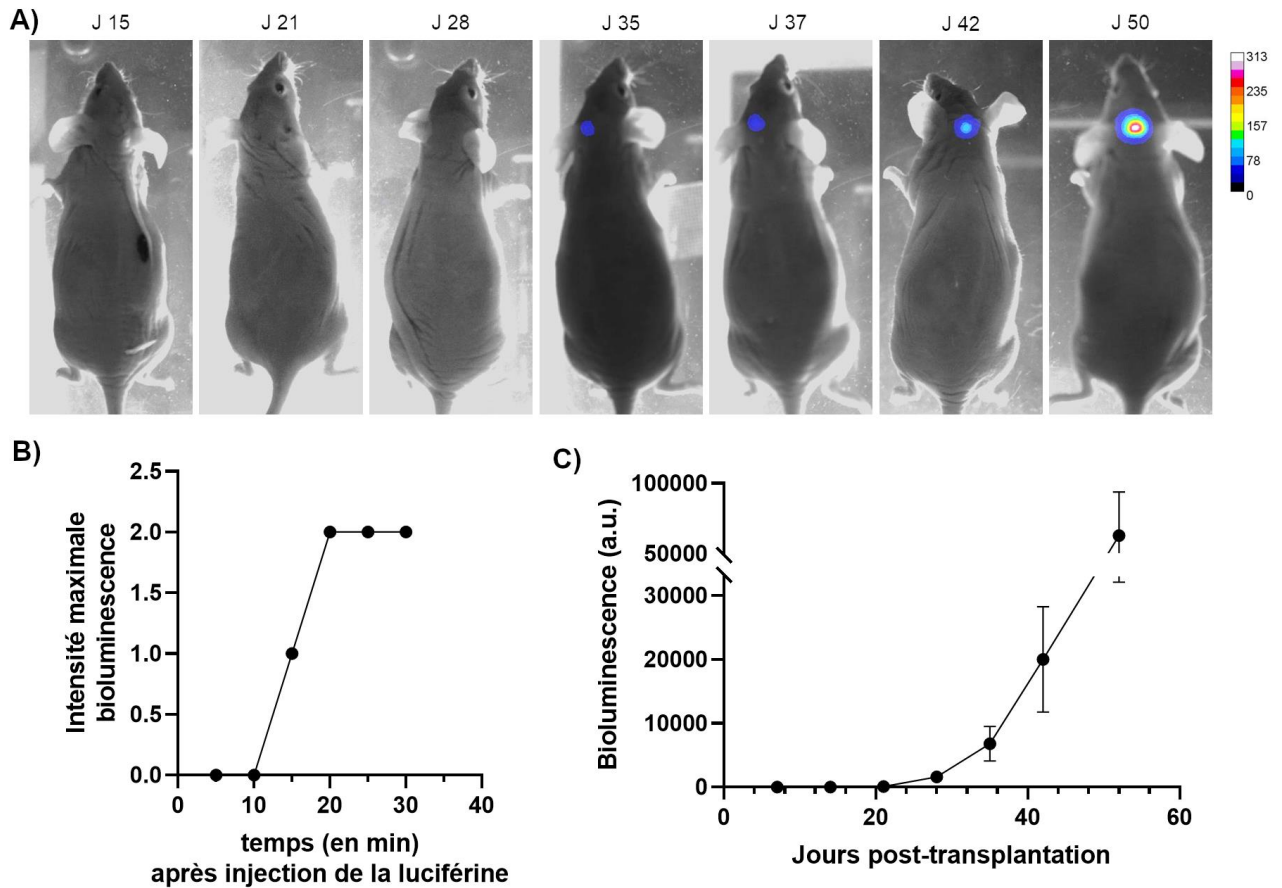 A)
J 15 J 21 J 28 J 35 J 37 J 42 J 50
313
235
157
78
0
B)
2.5
2.0
1.5
1.0
0.5
0.0
0 10 20 30 40
Intensité maximale
bioluminescence
temps (en min)
après injection de la luciférine
C)
100000
50000
30000
20000
10000
0
0 20 40 60
Bioluminescence (a.u.)
Jours post-transplantation